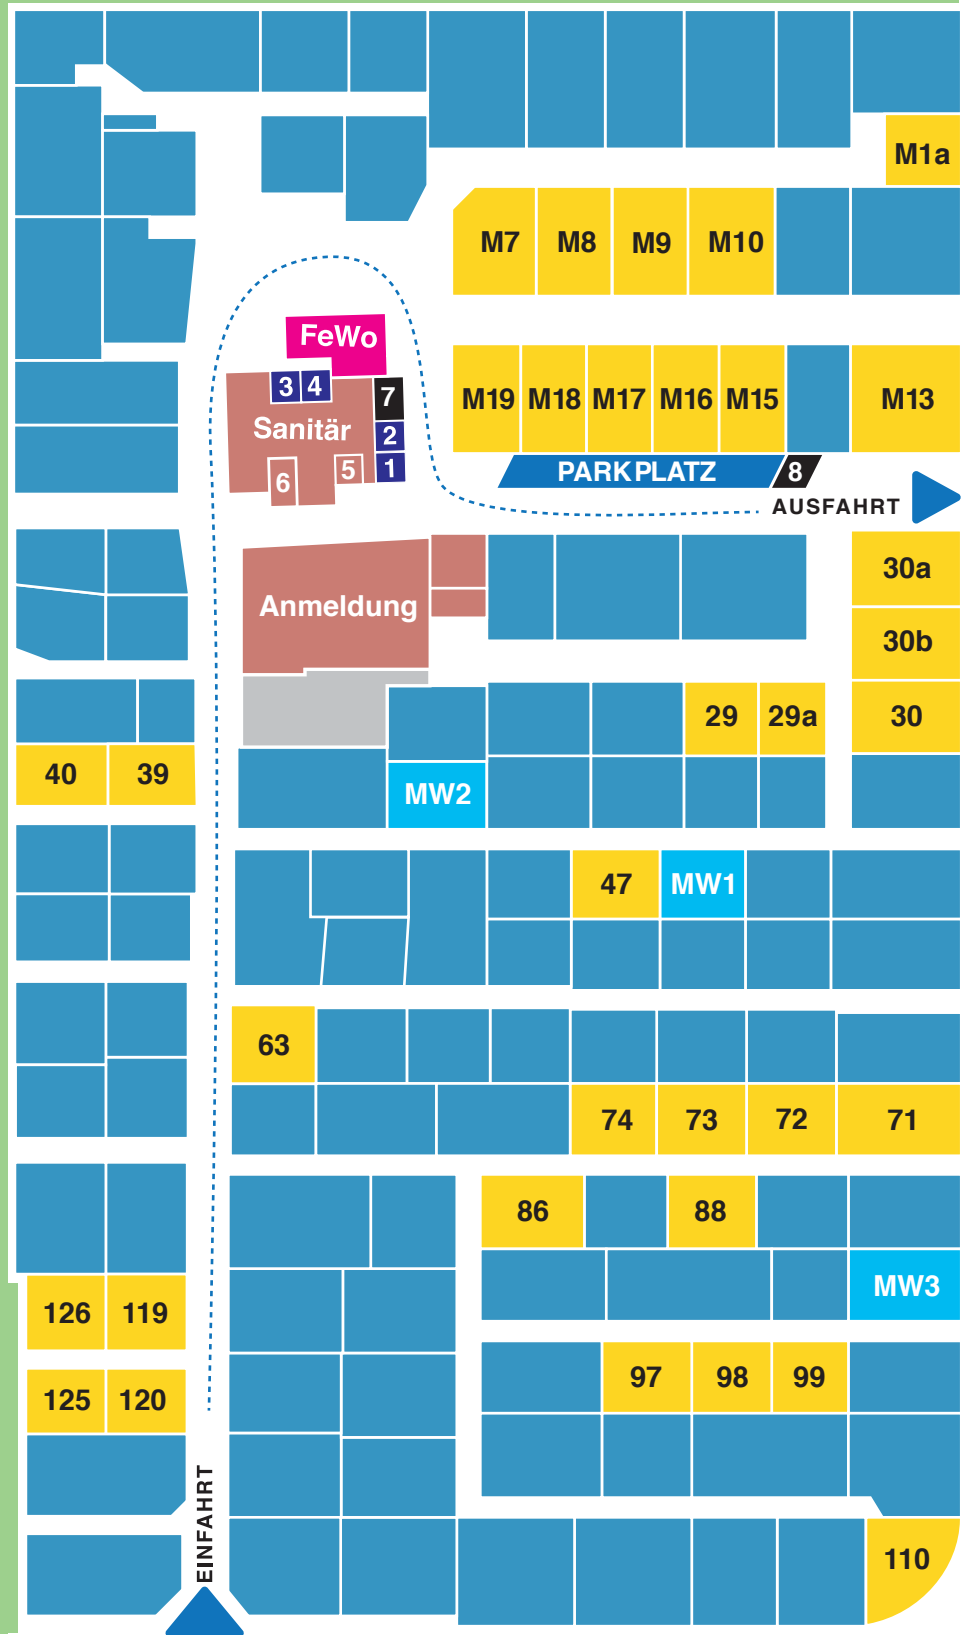 M1a
M7 M8 M9 M10
FeWo
M19 M18 M17 M16 M15 M13
3 4 7
Sanitär 2
6 5 1
PARKPLATZ 8
AUSFAHRT
30a
Anmeldung
30b
29 29a 30
40 39
MW2
47 MW1
63
74 73 72 71
86 88
MW3
126 119
97 98 99
125 120
EINFAHRT
110